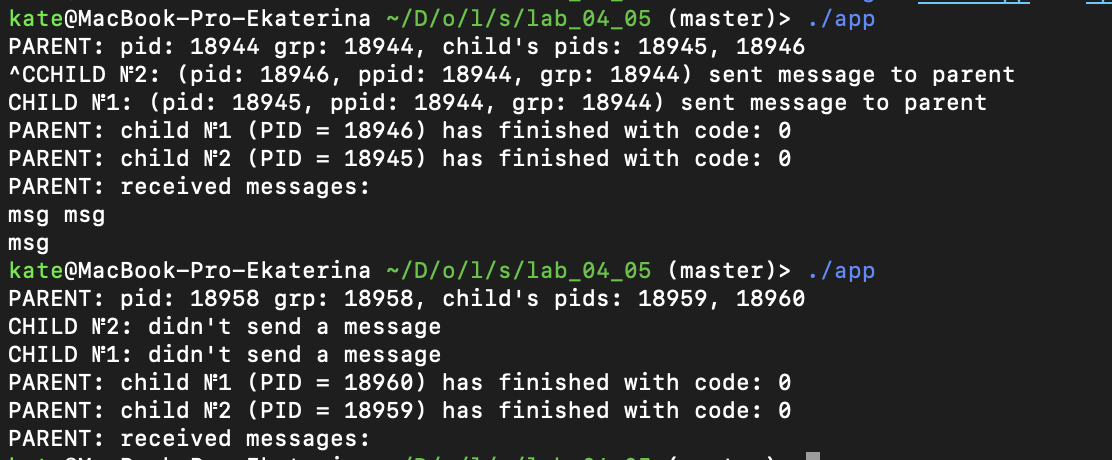 kate@MacBook-Pro-Ekaterina ~/D/o/l/s/lab_04_05 (master)> ./app
PARENT: pid: 18944 grp: 18944, child's pids: 18945, 18946
^CCHILD №2: (pid: 18946, ppid: 18944, grp: 18944) sent message to parent
CHILD №1: (pid: 18945, ppid: 18944, grp: 18944) sent message to parent
PARENT: child №1 (PID = 18946) has finished with code: 0
PARENT: child №2 (PID = 18945) has finished with code: 0
PARENT: received messages:
msg msg
msg
kate@MacBook-Pro-Ekaterina ~/D/o/l/s/lab_04_05 (master)> ./app
PARENT: pid: 18958 grp: 18958, child's pids: 18959, 18960
CHILD №2: didn't send a message
CHILD №1: didn't send a message
PARENT: child №1 (PID = 18960) has finished with code: 0
PARENT: child №2 (PID = 18959) has finished with code: 0
PARENT: received messages: